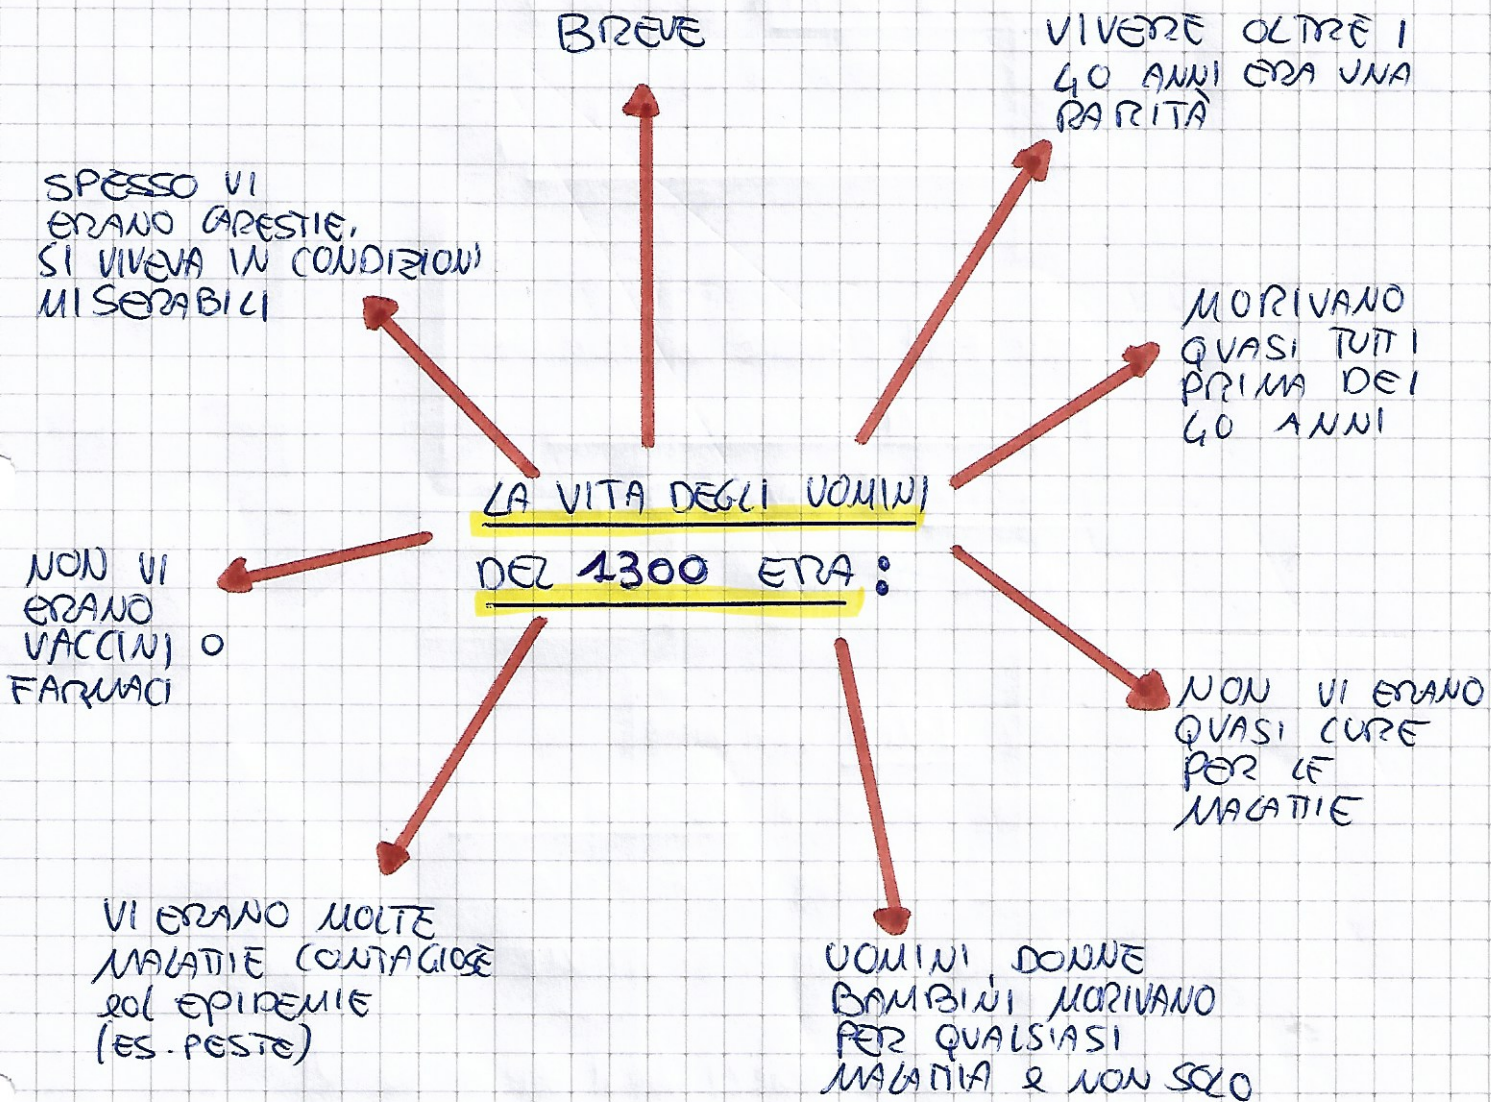 BREVE
VIVERE OLTRE I
40 ANNI ERA UNA
RARITÀ
SPESSO VI
ERANO CARESTIE.
SI VIVEVA IN CONDIZIONI
MISERABILI
MORIVANO
QUASI TUTTI
PRIMA DEI
40 ANNI
LA VITA DEGLI UOMINI
DEL 1300 ERA:
NON VI
ERANO
VACCINI O
FARMACI
NON VI ERANO
QUASI CURE
PER LE
MALATTIE
VI ERANO MOLTE
MALATTIE CONTAGIOSE
ed EPIDEMIE
(ES. PESTE)
UOMINI, DONNE
BAMBINI MORIVANO
PER QUALSIASI
MALATTIA e NON SOLO